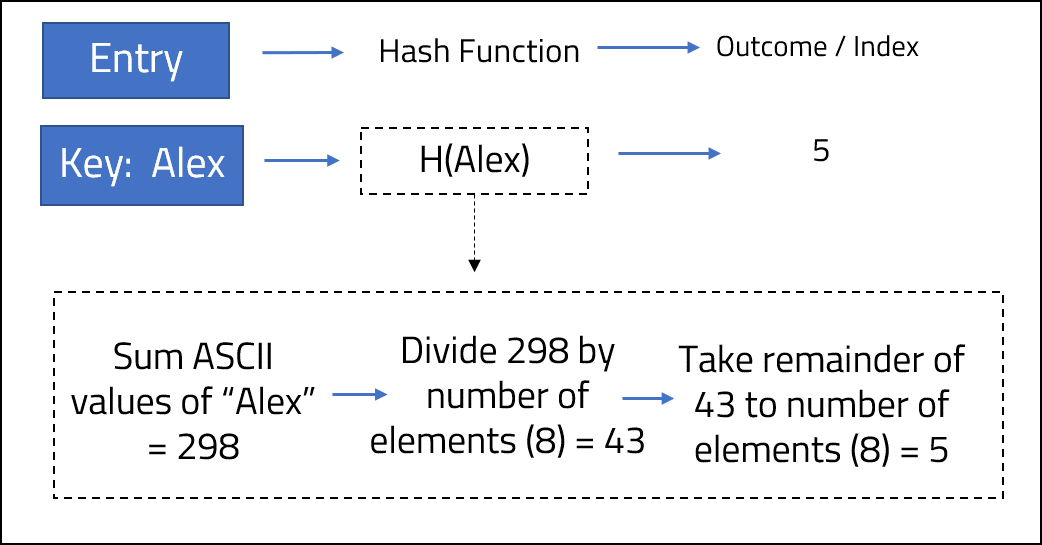 Entry
Hash Function
Outcome / Index
Key: Alex
H(Alex)
5
Sum ASCII
values of “Alex”
= 298
Divide 298 by
number of
elements (8) = 43
Take remainder of
43 to number of
elements (8) = 5